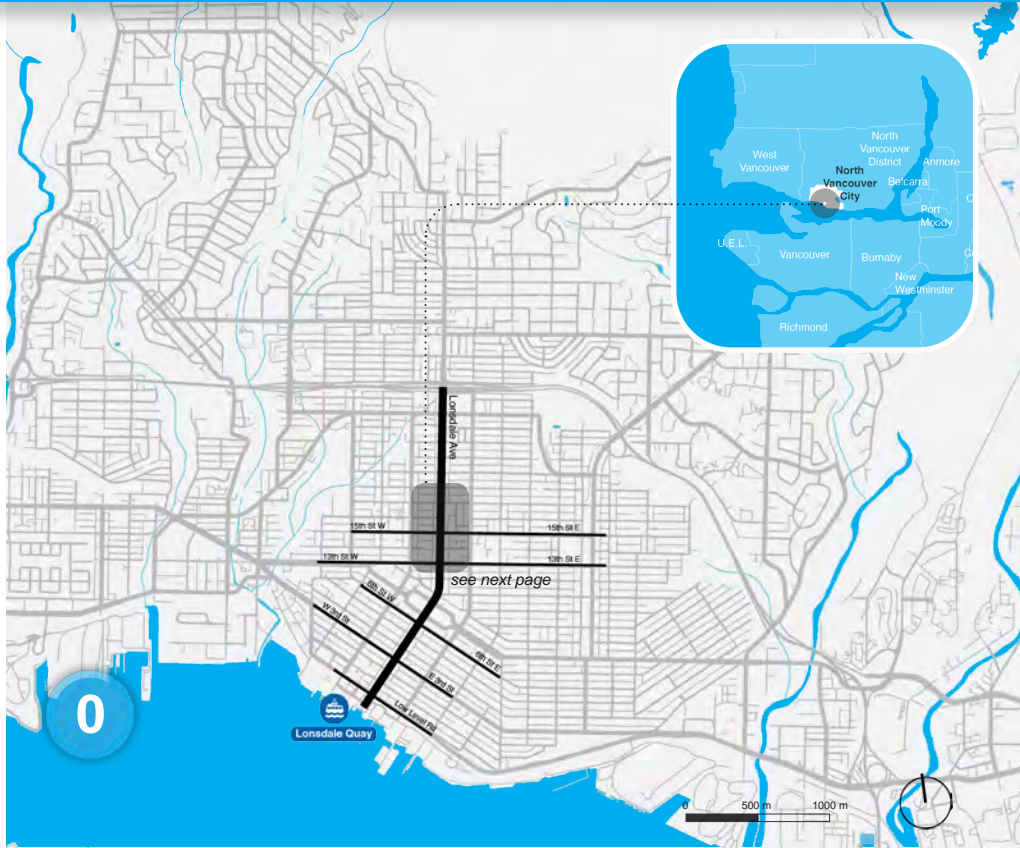 West
Vancouver
North
Vancouver
District
Anmore
North
Vancouver
City
Belcarra
C
Port
Moody
U.E.L.
Vancouver
Burnaby
New
Westminster
Richmond
Lonsdale Ave
15th St W
15th St E
13th St W
13th St E
see next page
6th St W
W 3rd St
6th St E
E 3rd St
Low Level Rd
0
Lonsdale Quay
0 500 m 1000 m